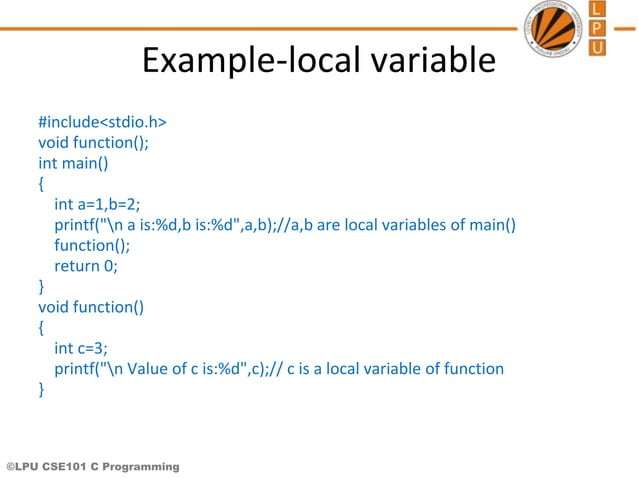 L
P
U
Example-local variable
#include<stdio.h>
void function();
int main()
{
int a=1,b=2;
printf("\n a is:%d,b is:%d",a,b);//a,b are local variables of main()
function();
return 0;
}
void function()
{
int c=3;
printf("\n Value of c is:%d",c);// c is a local variable of function
}
©LPU CSE101 C Programming